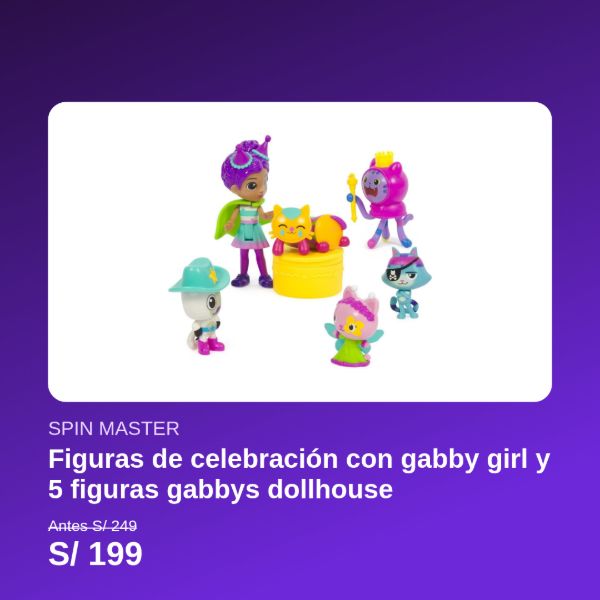 SPIN MASTER
Figuras de celebración con gabby girl y
5 figuras gabbys dollhouse
Antes S/ 249
S/ 199